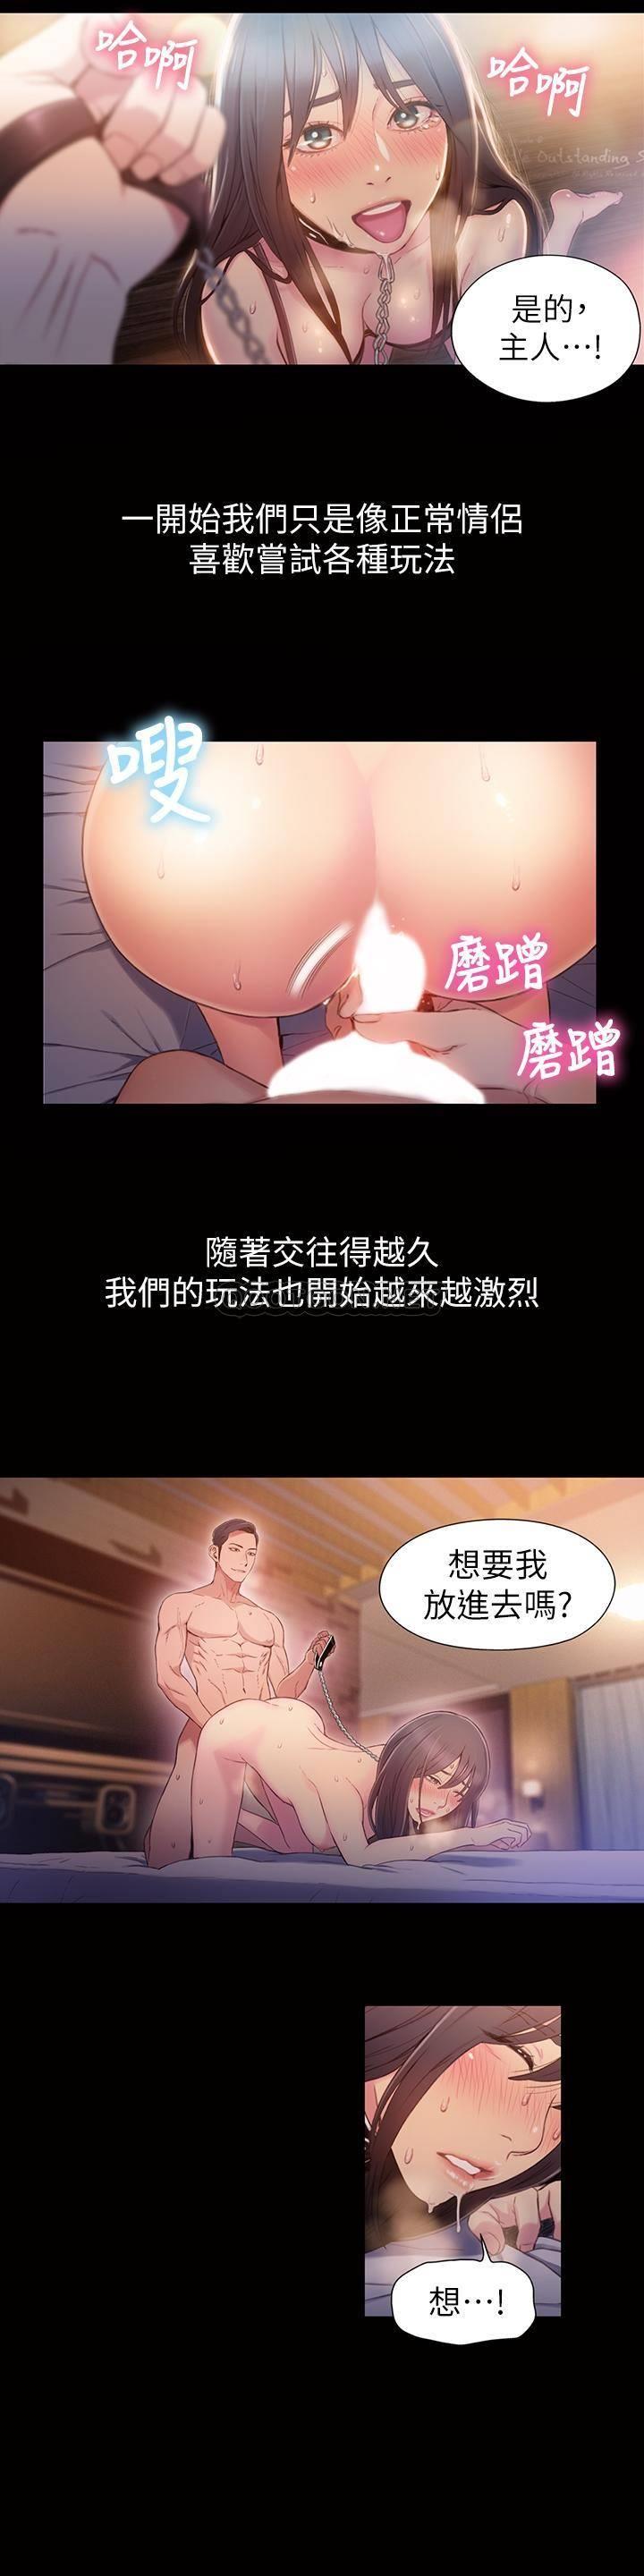 哈啊
哈啊
Outstanding S
是的,
主人…!
一開始我們只是像正常情侶
喜歡嘗試各種玩法
嗖
磨蹭
磨蹭
隨著交往得越久
我們的玩法也開始越來越激烈
想要我
放進去嗎?
想…!